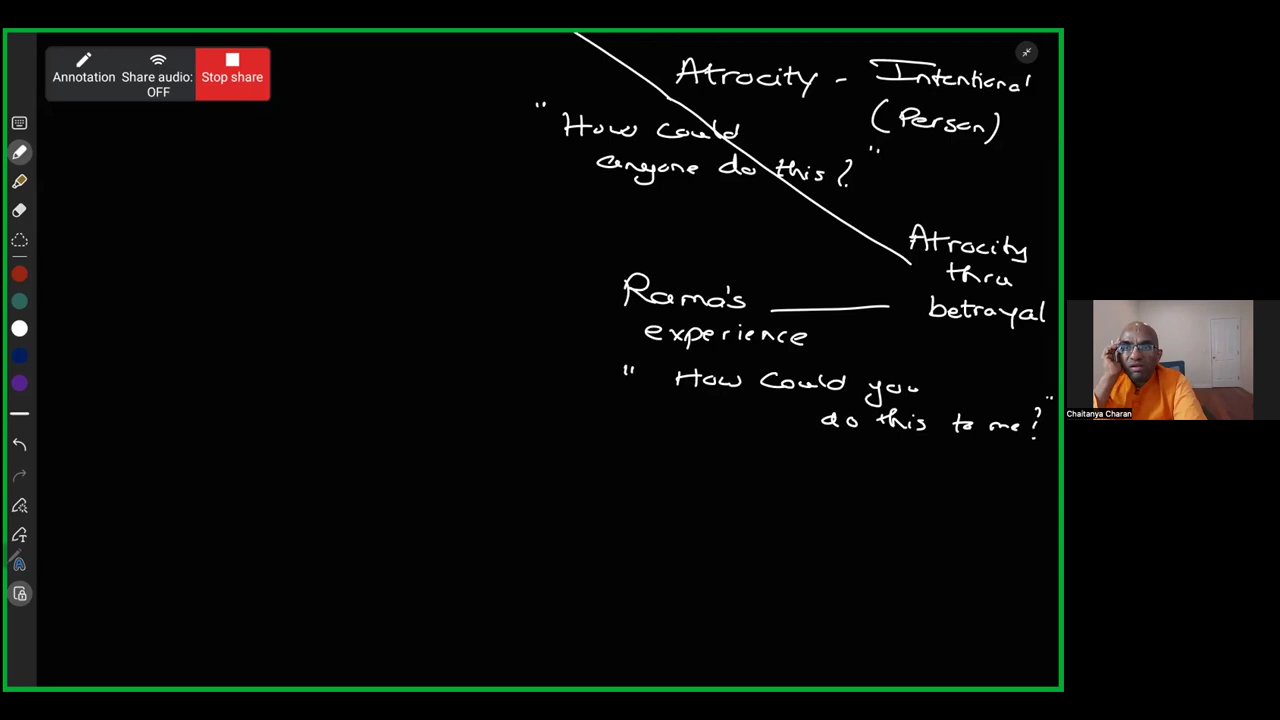 Annotation
Share audio:
OFF
Stop share
Atrocity - Intentional
(Person)
"How could
anyone do this?"
Atrocity
thru
betrayal
Rama's
experience
"How could you
do this to me?"
Chaitanya Charan